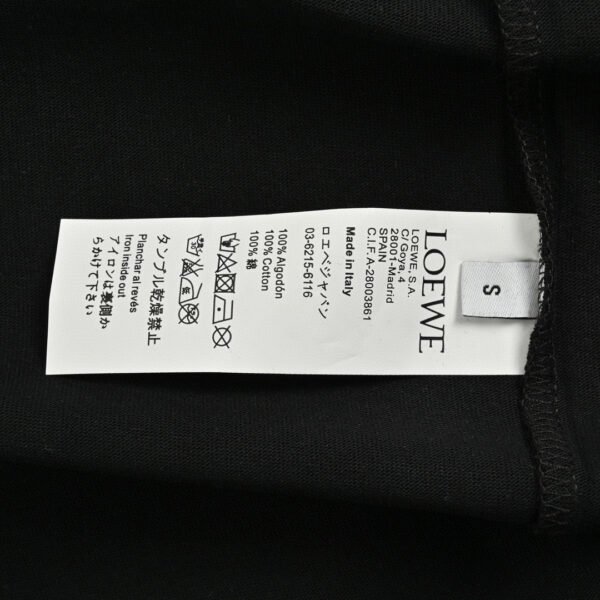 LOEWE
LOEWE, S.A.
C/ Goya, 4
28001-Madrid
SPAIN
C.I.F.A-28003861
Made in Italy
ロエベジャパン
03-6215-6116
100% Algodón
100% Cotton
100% 綿
タンブル乾燥禁止
Planchar al revés
Iron inside out
アイロンは裏側か
らかけて下さい
S